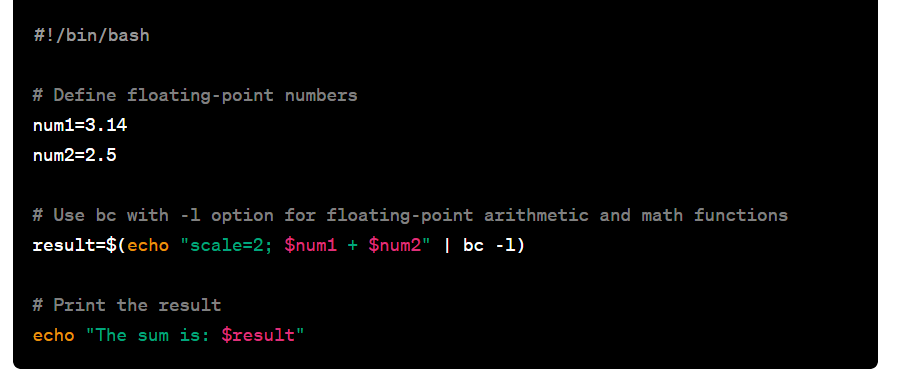 #!/bin/bash
# Define floating-point numbers
num1=3.14
num2=2.5
# Use bc with -l option for floating-point arithmetic and math functions
result=$(echo "scale=2; $num1 + $num2" | bc -l)
# Print the result
echo "The sum is: $result"